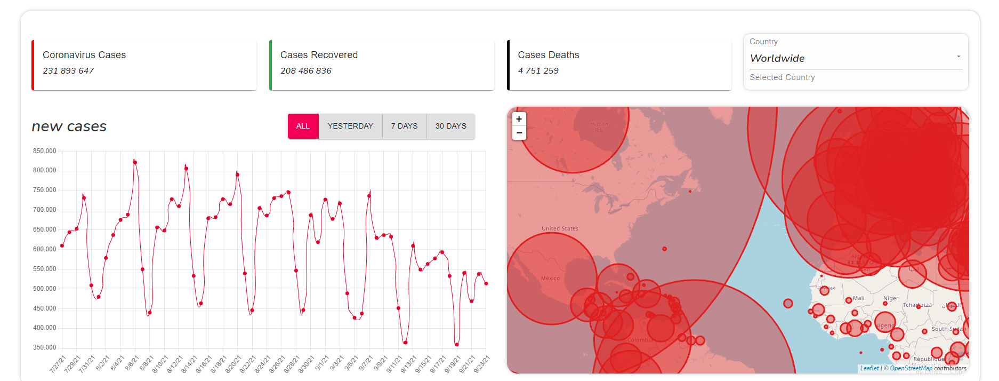 Coronavirus Cases
231 893 647
Cases Recovered
208 486 836
Cases Deaths
4 751 259
Country
Worldwide
Selected Country
new cases
ALL
YESTERDAY
7 DAYS
30 DAYS
850.000
800.000
750.000
700.000
650.000
600.000
550.000
500.000
450.000
400.000
350.000
7/27/21
7/29/21
7/31/21
8/2/21
8/4/21
8/6/21
8/8/21
8/10/21
8/12/21
8/14/21
8/16/21
8/18/21
8/20/21
8/22/21
8/24/21
8/26/21
8/28/21
8/30/21
9/1/21
9/3/21
9/5/21
9/7/21
9/9/21
9/11/21
9/13/21
9/15/21
9/17/21
9/19/21
9/21/21
9/23/21
+
−
Hudson
Bay
United States
México
Colombia
ليبيا
موريتانيا
Mali
Niger
Tchad تشاد
السودان
Nigeria
South Sudan
République
démocratique
du Congo
Leaflet | © OpenStreetMap contributors